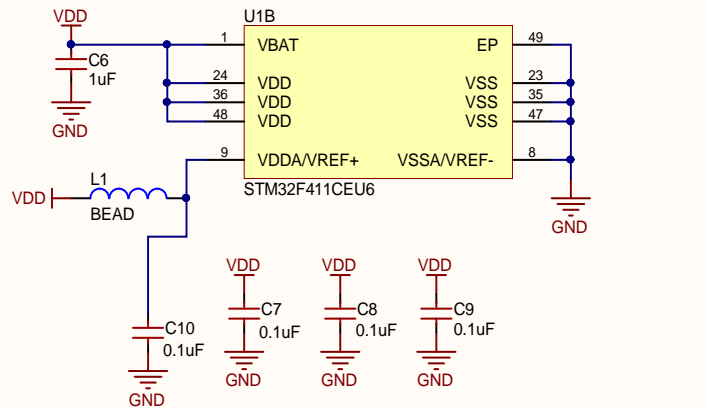 VDD
U1B
C6
1uF
GND
1
VBAT
EP
49
24
VDD
VSS
23
36
VDD
VSS
35
48
VDD
VSS
47
9
VDDA/VREF+
VSSA/VREF-
8
STM32F411CEU6
GND
VDD
L1
BEAD
C10
0.1uF
GND
VDD
C7
0.1uF
GND
VDD
C8
0.1uF
GND
VDD
C9
0.1uF
GND